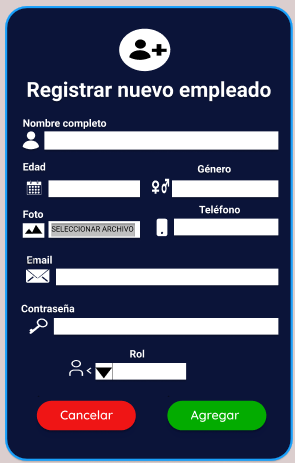 Registrar nuevo empleado
Nombre completo
Edad
Género
Foto
Teléfono
SELECCIONAR ARCHIVO
Email
Contraseña
Rol
Cancelar
Agregar